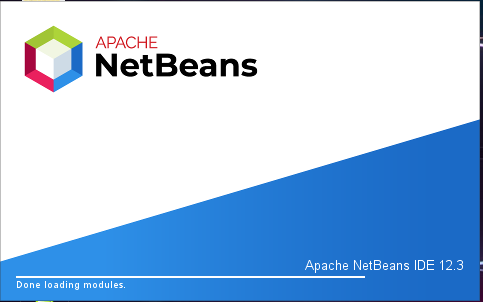 APACHE
NetBeans
Apache NetBeans IDE 12.3
Done loading modules.